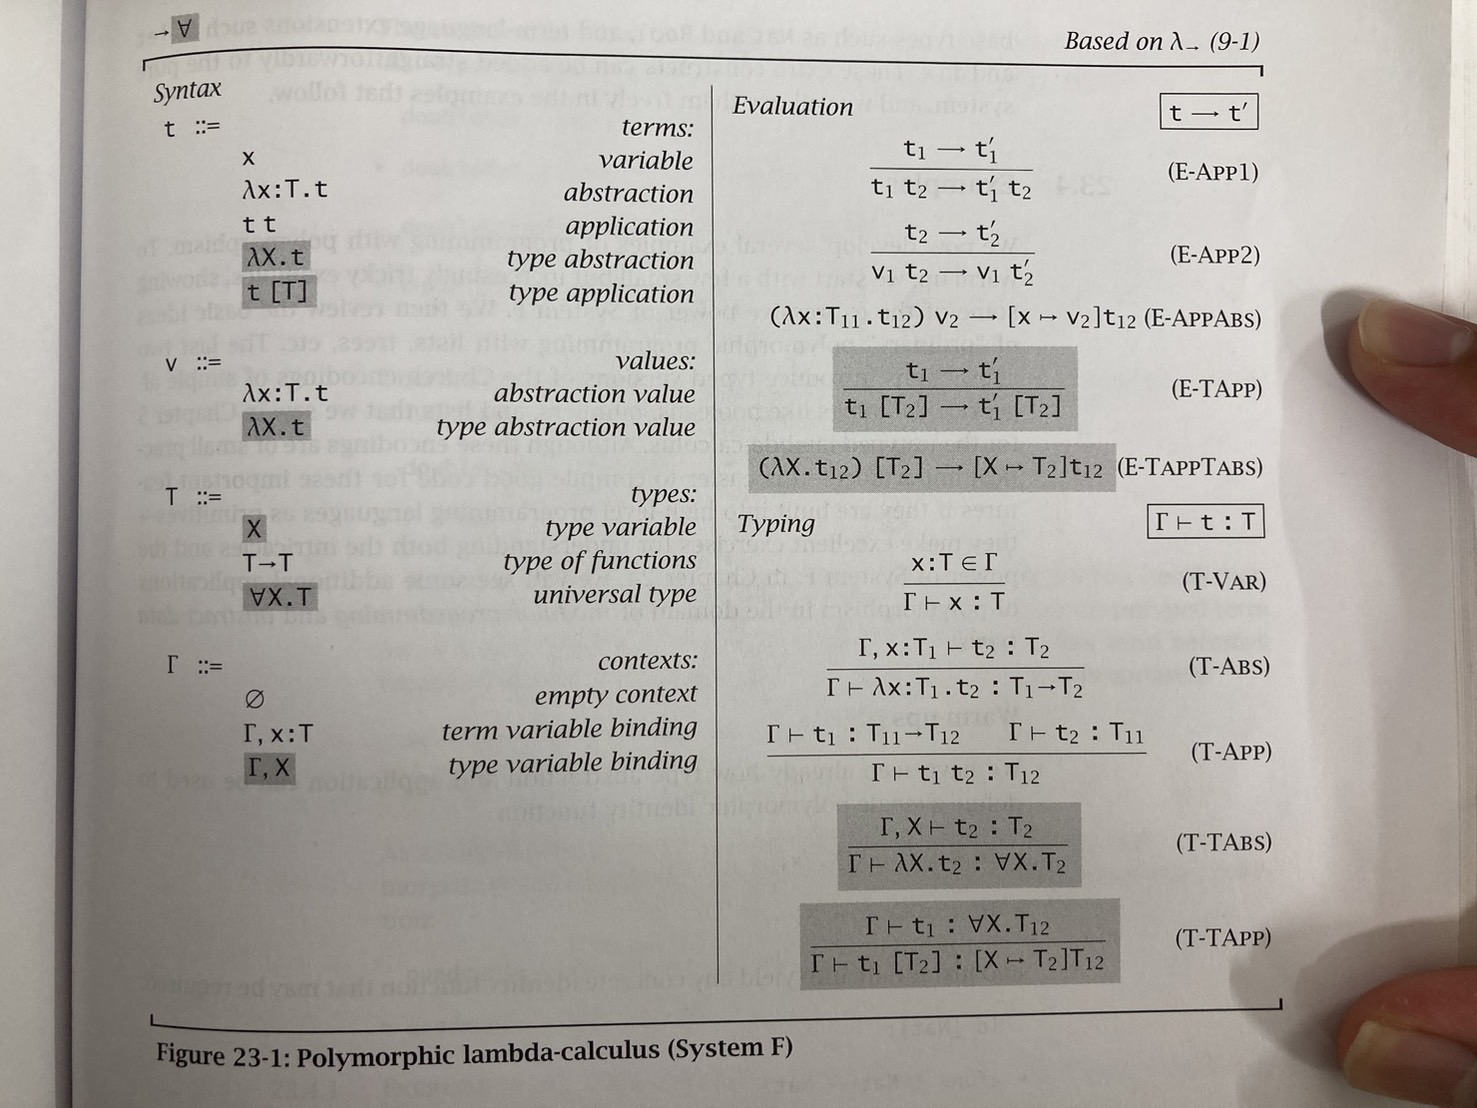 → ∀
Based on λ→ (9-1)
Syntax
t ::= terms:
x variable
λx:T.t abstraction
t t application
λX.t type abstraction
t [T] type application
v ::= values:
λx:T.t abstraction value
λX.t type abstraction value
T ::= types:
X type variable
T→T type of functions
∀X.T universal type
Γ ::= contexts:
∅ empty context
Γ, x:T term variable binding
Γ, X type variable binding
Evaluation t → t′
t1 → t′1
t1 t2 → t′1 t2 (E-App1)
t2 → t′2
v1 t2 → v1 t′2 (E-App2)
(λx:T11.t12) v2 → [x ↦ v2]t12 (E-AppAbs)
t1 → t′1
t1 [T2] → t′1 [T2] (E-TApp)
(λX.t12) [T2] → [X ↦ T2]t12 (E-TappTabs)
Typing Γ ⊢ t : T
x:T ∈ Γ
Γ ⊢ x : T (T-Var)
Γ, x:T1 ⊢ t2 : T2
Γ ⊢ λx:T1.t2 : T1→T2 (T-Abs)
Γ ⊢ t1 : T11→T12 Γ ⊢ t2 : T11
Γ ⊢ t1 t2 : T12 (T-App)
Γ, X ⊢ t2 : T2
Γ ⊢ λX.t2 : ∀X.T2 (T-TAbs)
Γ ⊢ t1 : ∀X.T12
Γ ⊢ t1 [T2] : [X ↦ T2]T12 (T-TApp)
Figure 23-1: Polymorphic lambda-calculus (System F)